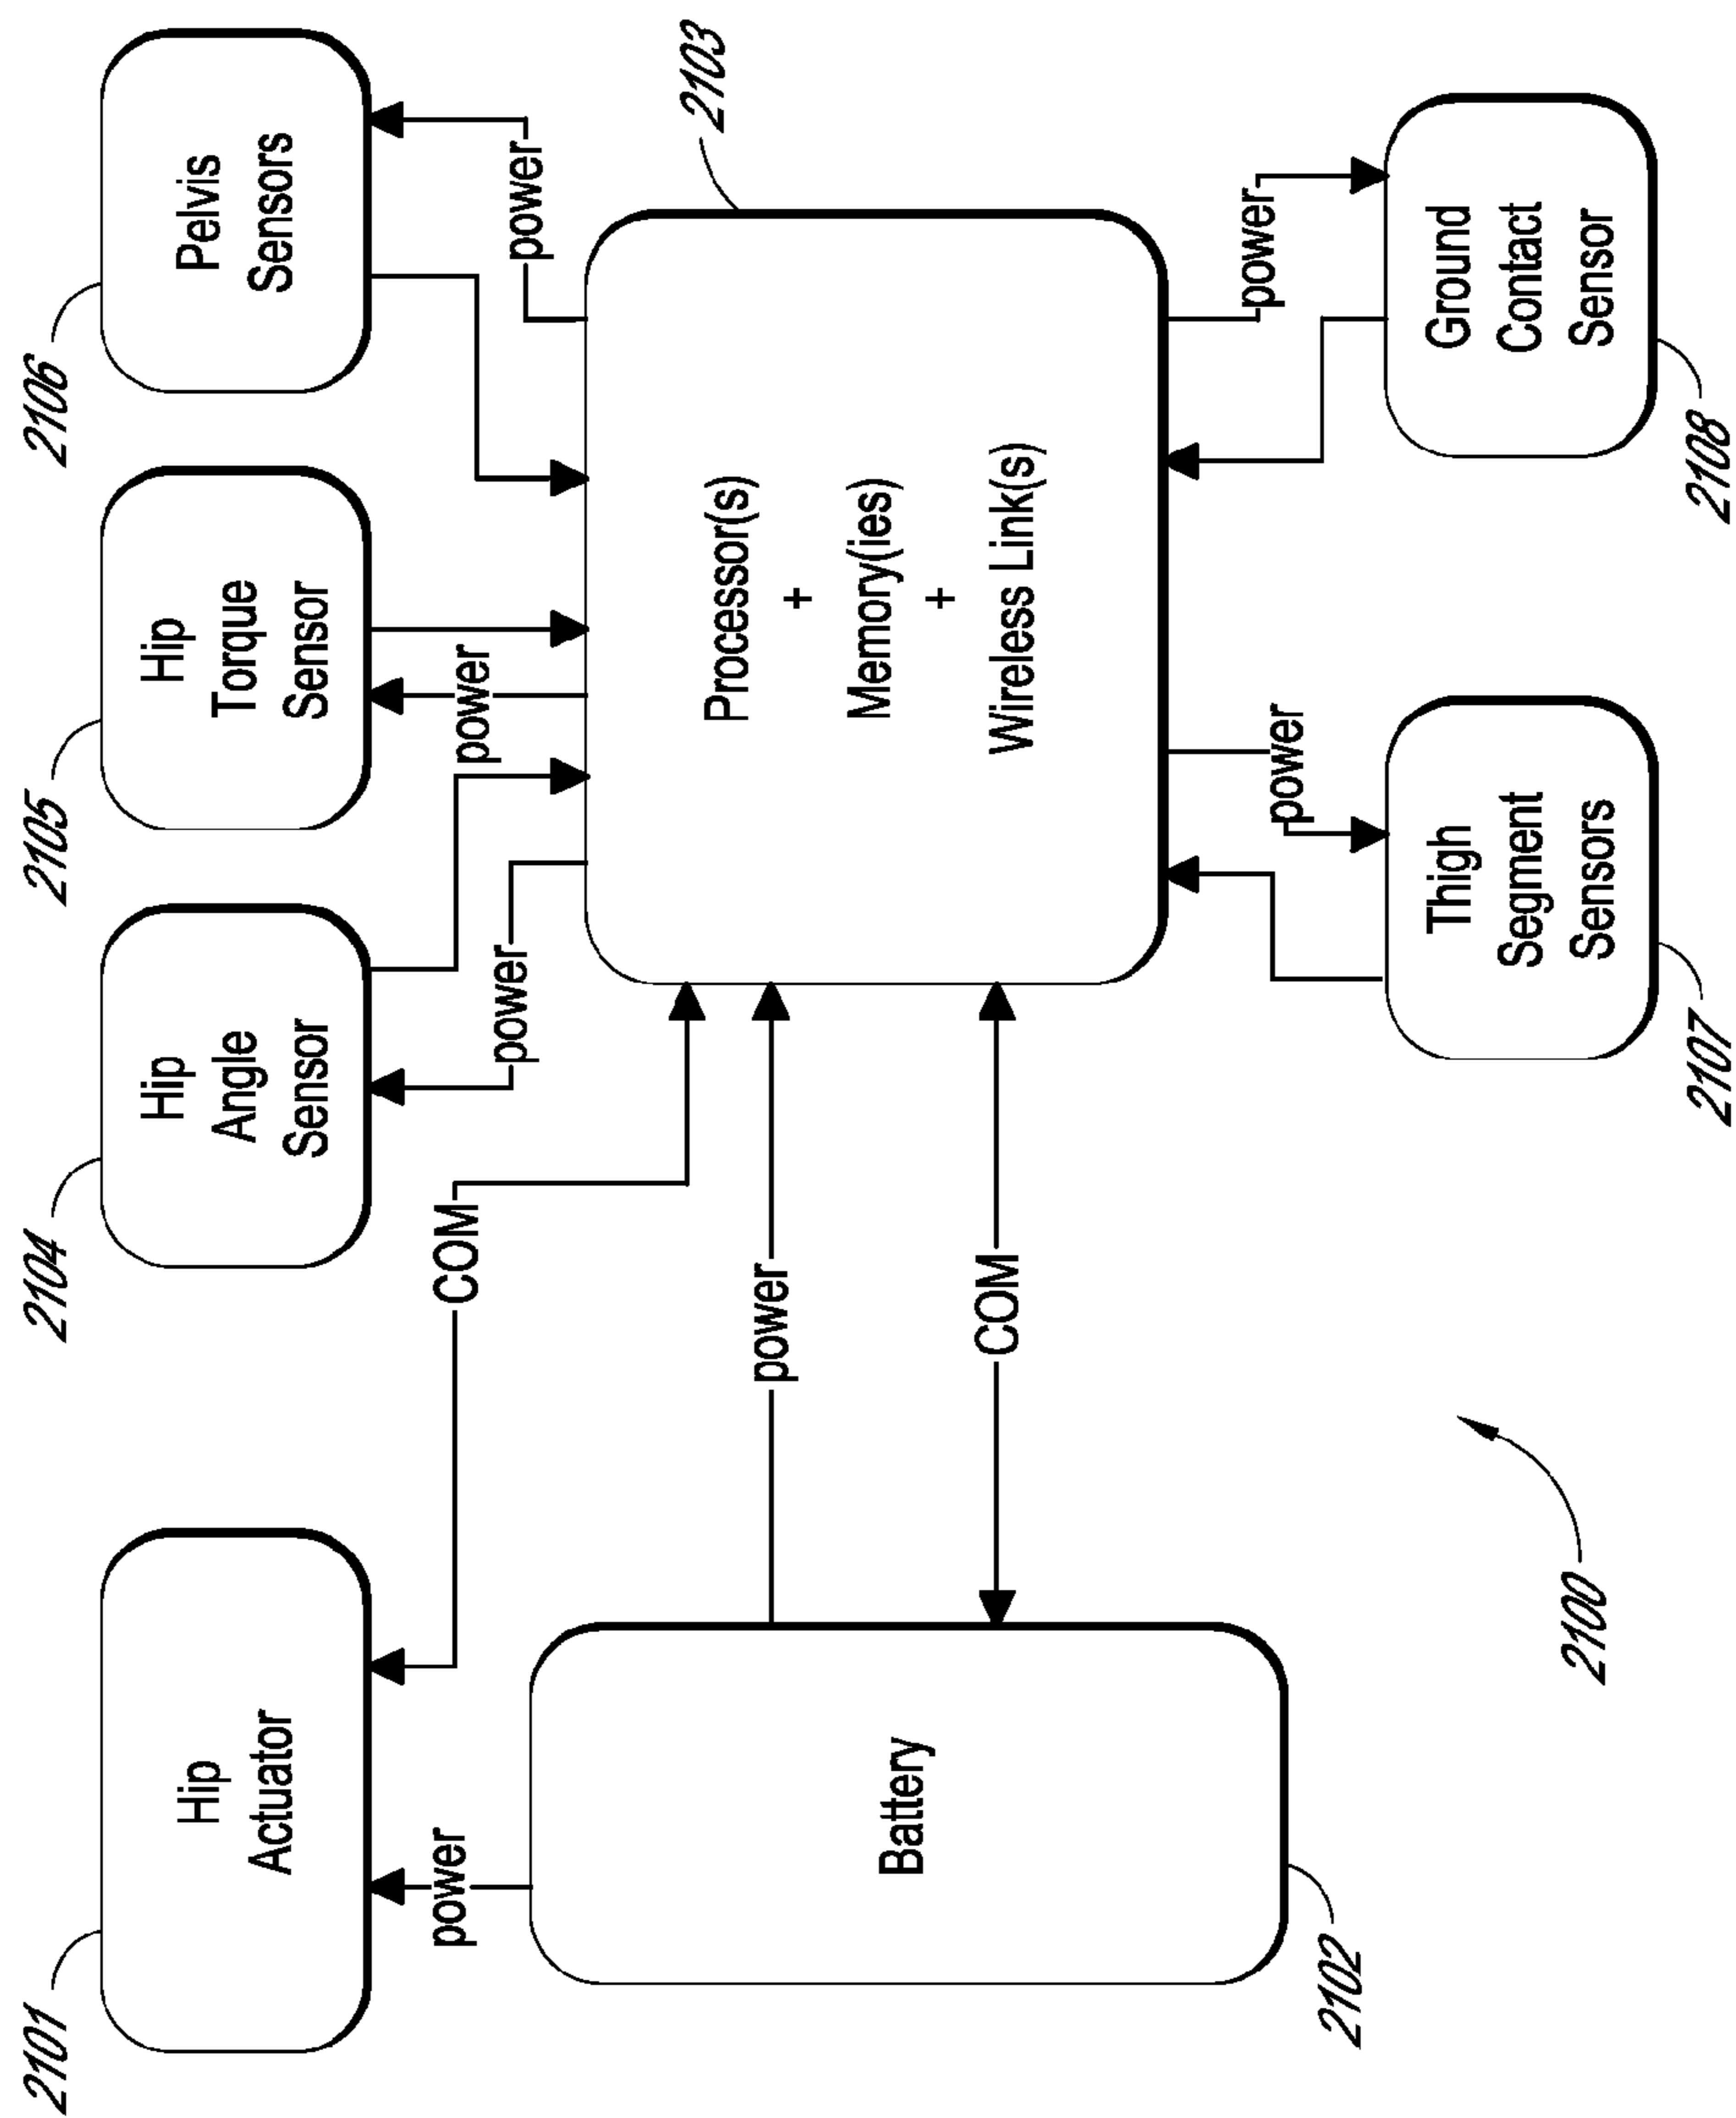 2101
Hip
Actuator
2104
Hip
Angle
Sensor
2105
Hip
Torque
Sensor
2106
Pelvis
Sensors
power
COM
power
power
power
2103
Battery
2102
power
COM
Processor(s)
+
Memory(ies)
+
Wireless Link(s)
power
power
2100
Thigh
Segment
Sensors
2107
Ground
Contact
Sensor
2108